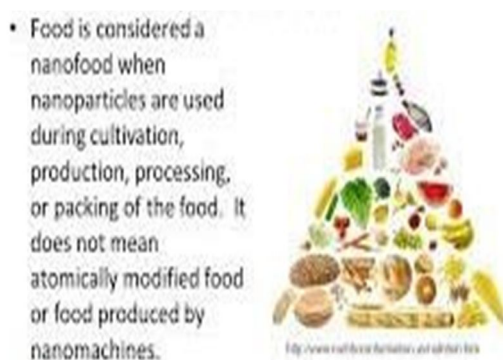 • Food is considered a
nanofood when
nanoparticles are used
during cultivation,
production, processing,
or packing of the food. It
does not mean
atomically modified food
or food produced by
nanomachines.